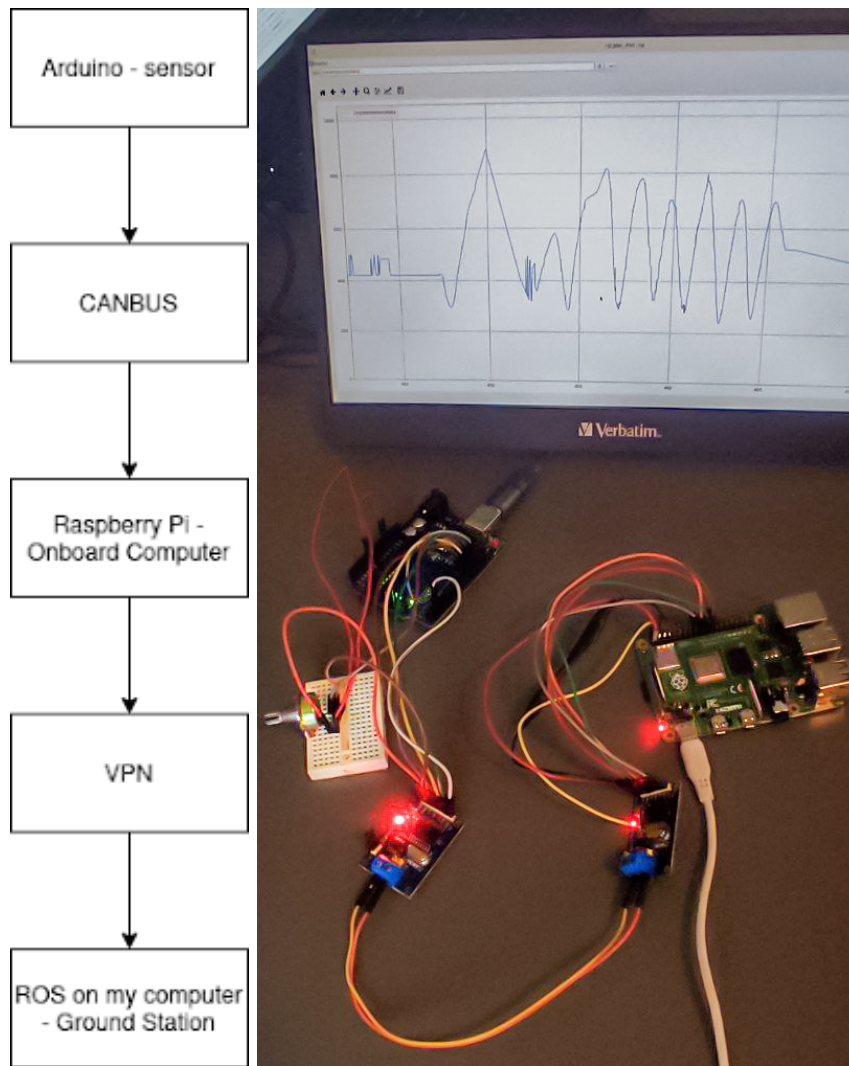 Arduino - sensor
CANBUS
Raspberry Pi -
Onboard Computer
VPN
ROS on my computer
- Ground Station
Verbatim